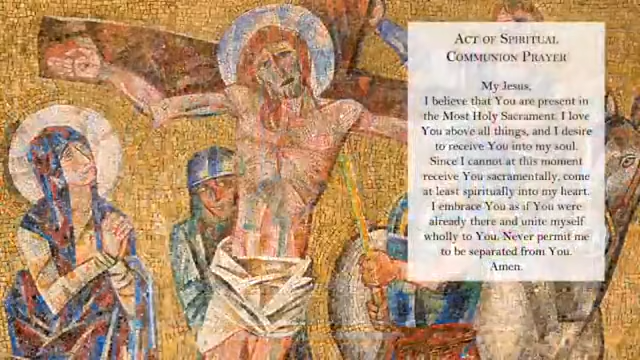 Act of Spiritual
Communion Prayer
My Jesus,
I believe that You are present in
the Most Holy Sacrament. I love
You above all things, and I desire
to receive You into my soul.
Since I cannot at this moment
receive You sacramentally, come
at least spiritually into my heart.
I embrace You as if You were
already there and unite myself
wholly to You. Never permit me
to be separated from You.
Amen.